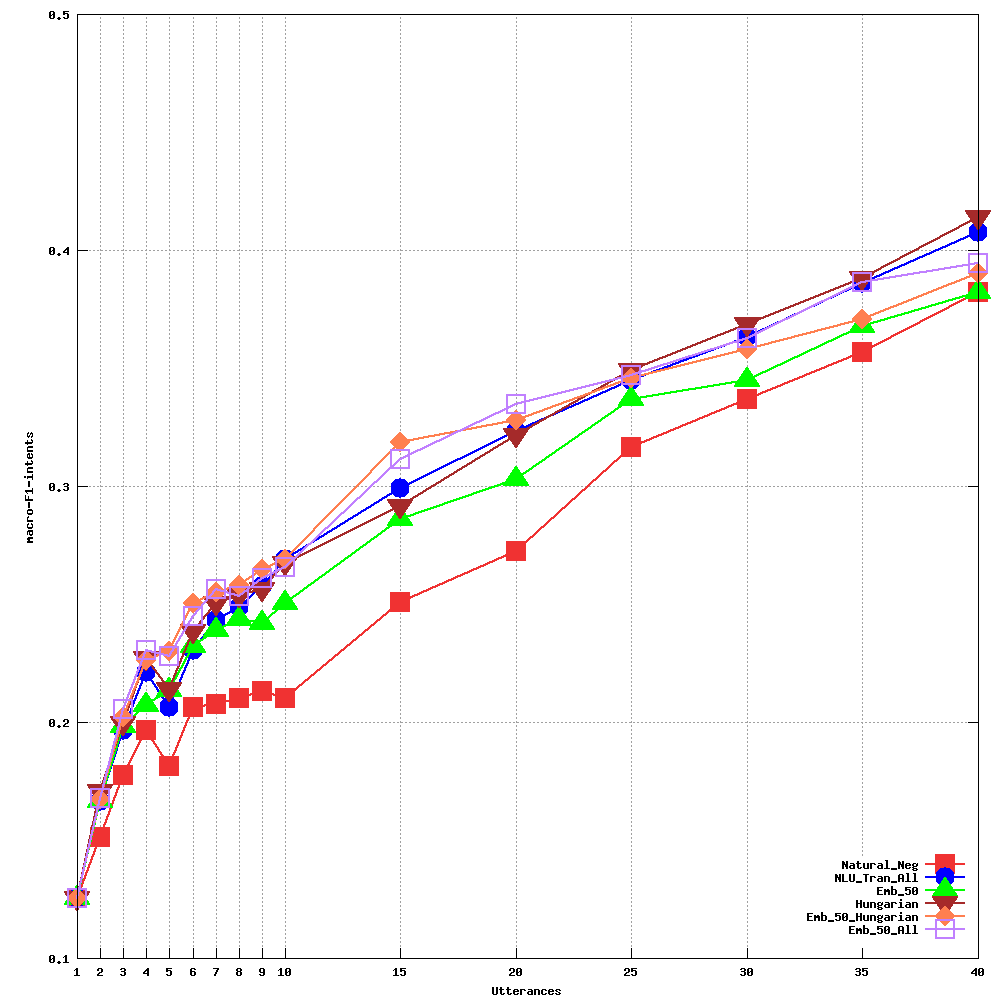 0.5
0.4
macro-F1-intents
0.3
0.2
Natural_Neg
NLU_Tran_All
Emb_50
Hungarian
Emb_50_Hungarian
Emb_50_All
0.1
1 2 3 4 5 6 7 8 9 10 15 20 25 30 35 40
Utterances